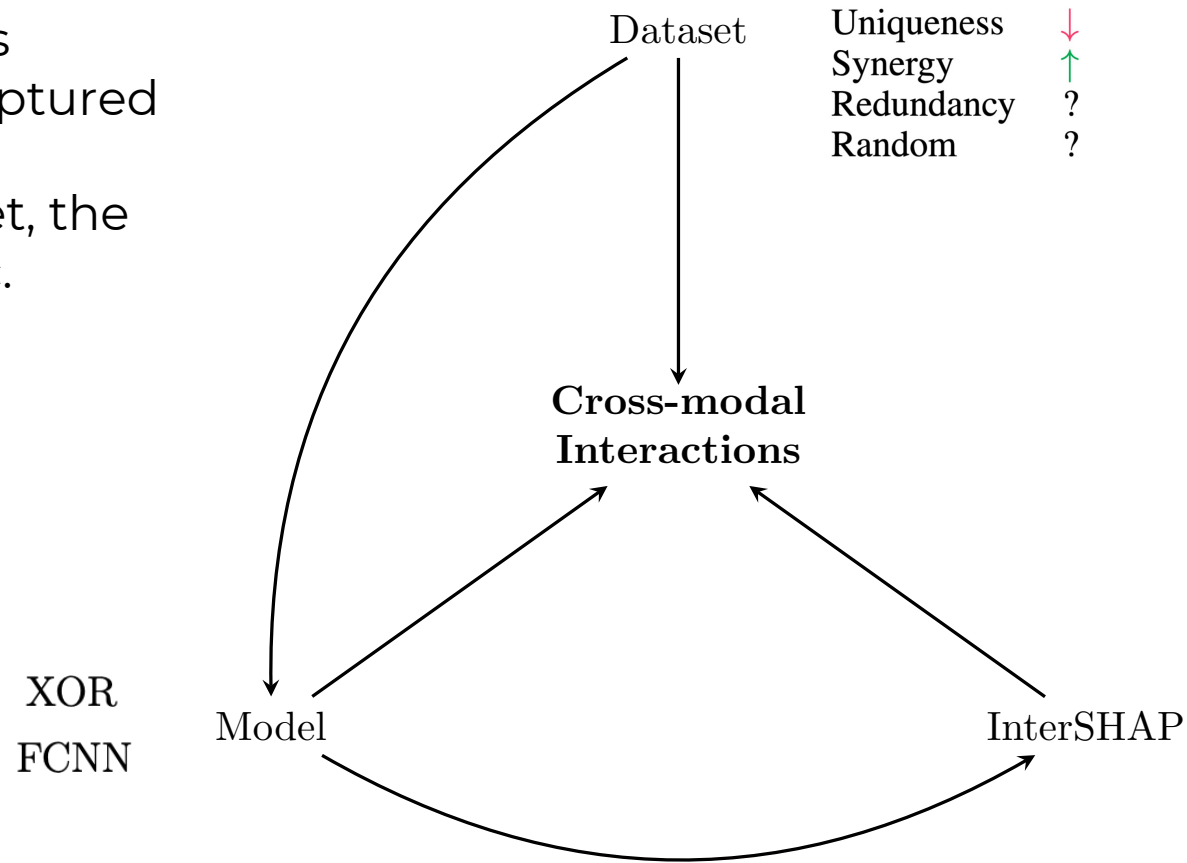 Dataset
Uniqueness ↓
Synergy ↑
Redundancy ?
Random ?
s
ptured
et, the
Cross-modal
Interactions
XOR
FCNN
Model
InterSHAP